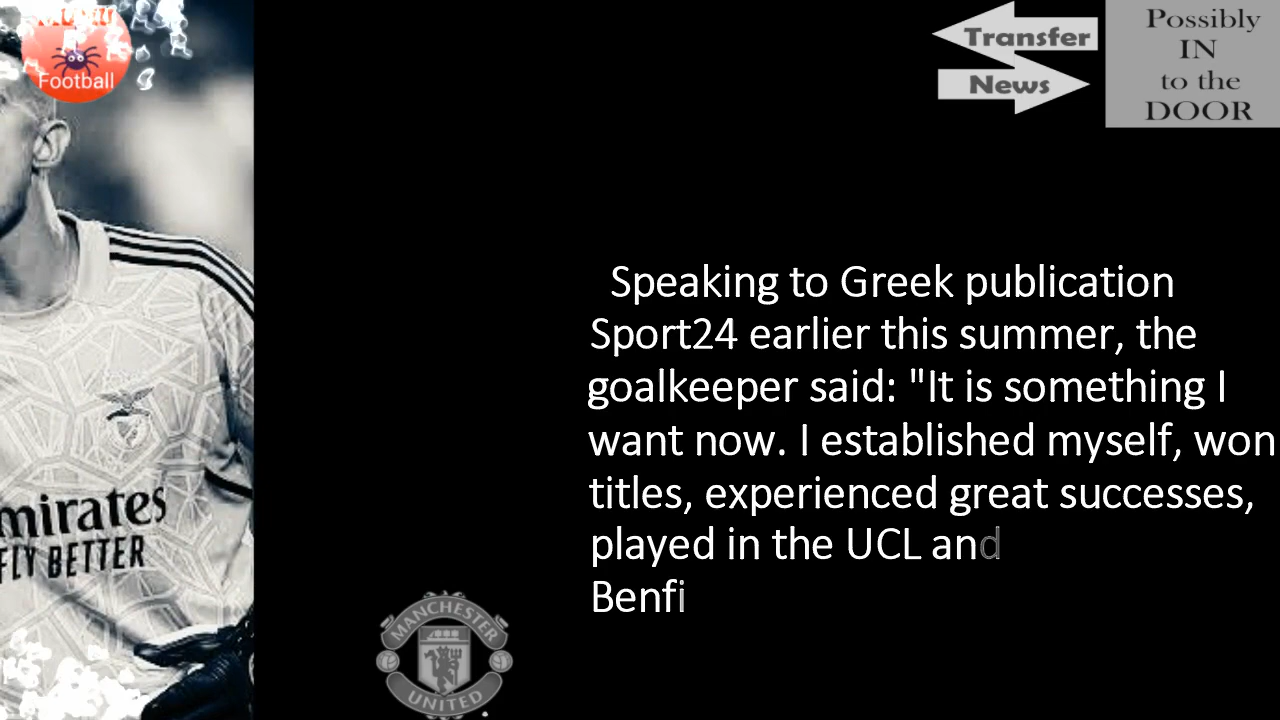 Football
Transfer
News
Possibly
IN
to the
DOOR
Speaking to Greek publication
Sport24 earlier this summer, the
goalkeeper said: "It is something I
want now. I established myself, won
titles, experienced great successes,
played in the UCL and
Benfi
mirates
FLY BETTER
MANCHESTER
UNITED